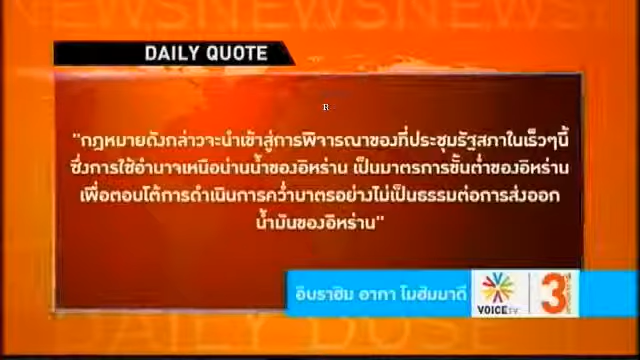 NEWSNEWSNEWSNEWS
DAILY QUOTE
R
"กฎหมายดังกล่าวจะนำเข้าสู่การพิจารณาของที่ประชุมรัฐสภาในเร็วๆนี้
ซึ่งการใช้อำนาจเหนือน่านน้ำของอิหร่าน เป็นมาตรการขั้นต่ำของอิหร่าน
เพื่อตอบโต้การดำเนินการคว่ำบาตรอย่างไม่เป็นธรรมต่อการส่งออก
น้ำมันของอิหร่าน"
อิบราฮิม อากา โมฮัมมาดี
VOICETV
3
DAILY DOSE